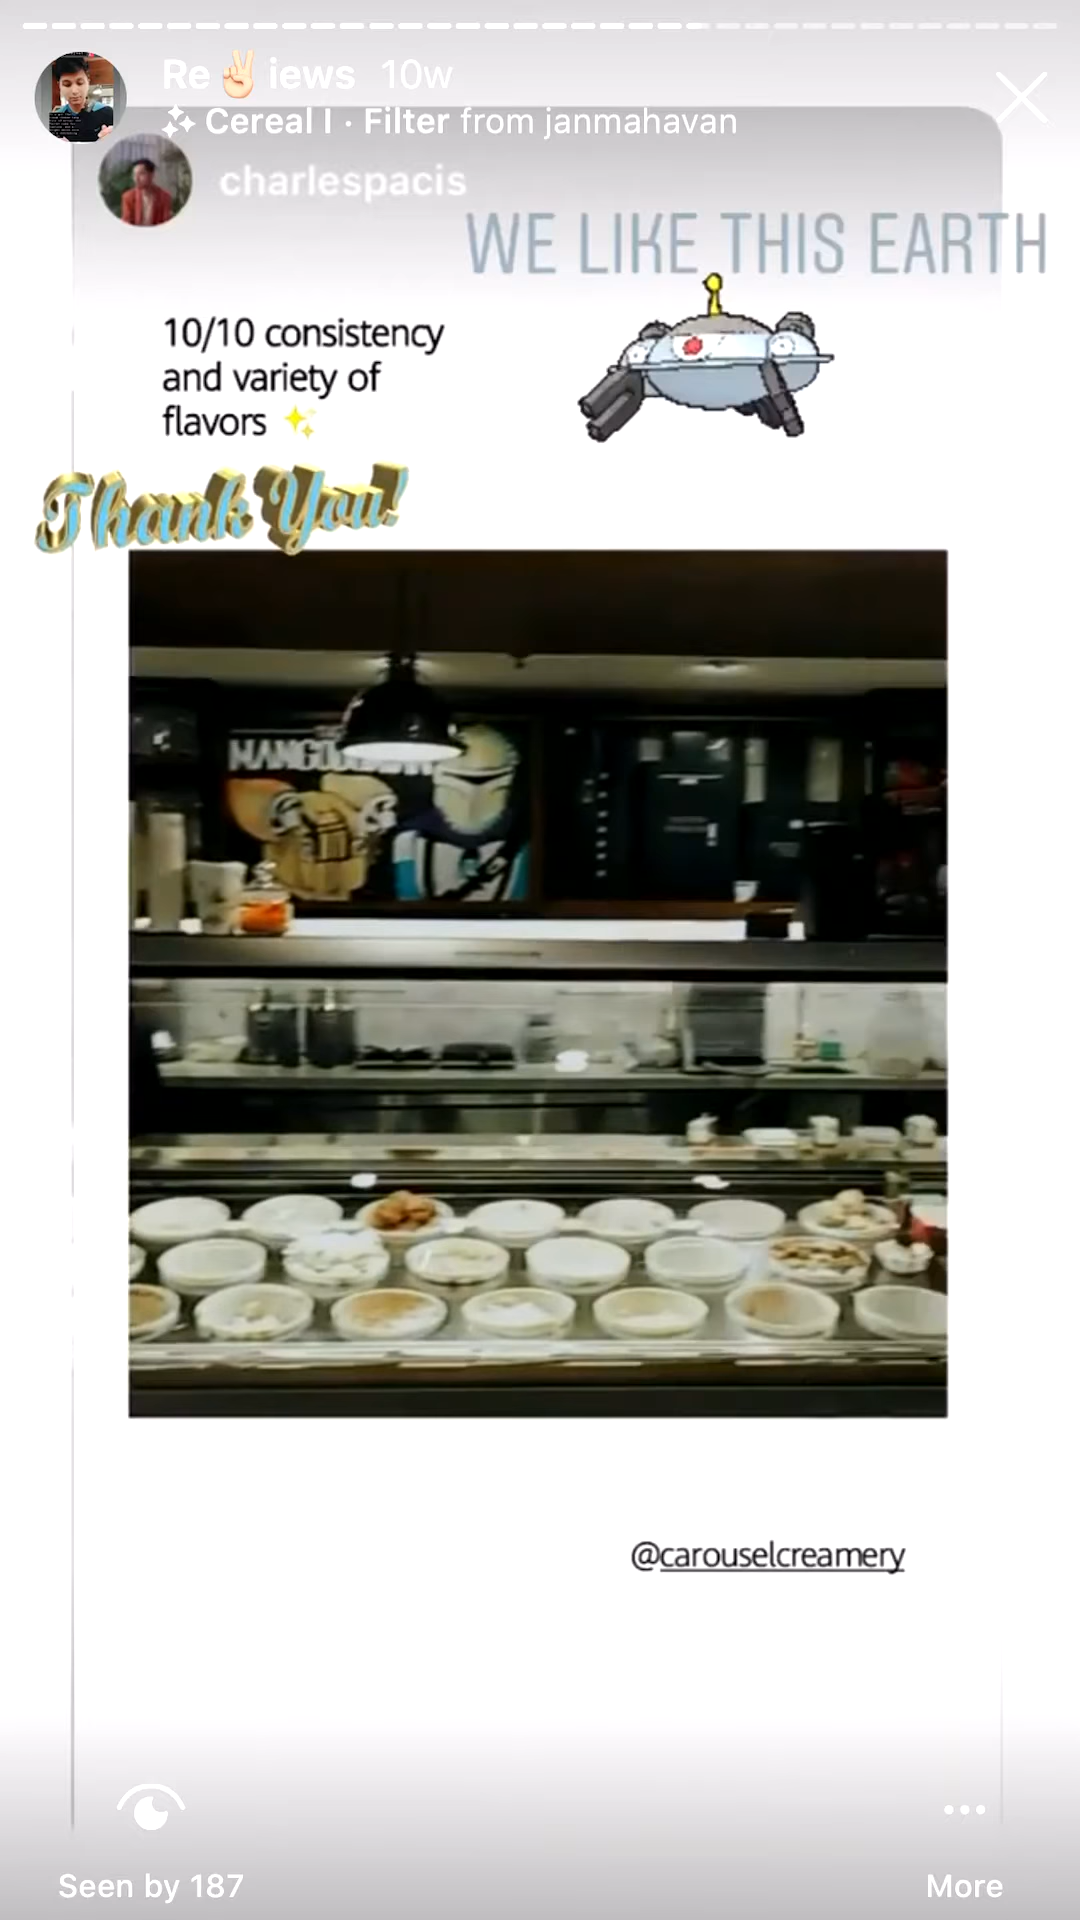 Re✌🏻iews 10w
Cereal I · Filter from janmahavan
charlespacis
WE LIKE THIS EARTH
10/10 consistency
and variety of
flavors ✨
Thank You!
@carouselcreamery
Seen by 187
More